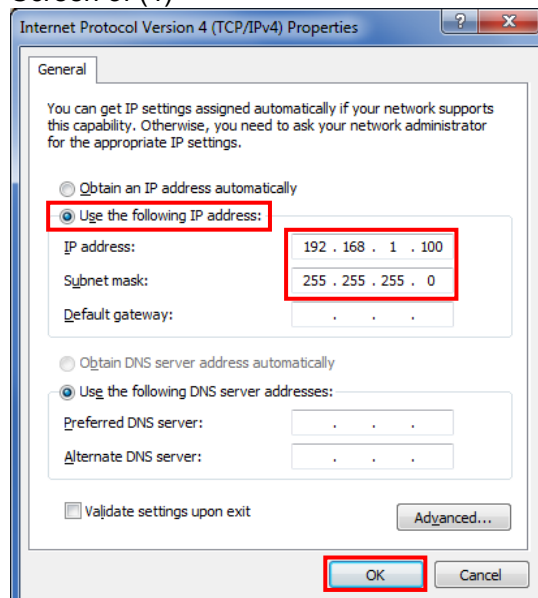 Internet Protocol Version 4 (TCP/IPv4) Properties
General
You can get IP settings assigned automatically if your network supports
this capability. Otherwise, you need to ask your network administrator
for the appropriate IP settings.
Obtain an IP address automatically
Use the following IP address:
IP address: 192 . 168 . 1 . 100
Subnet mask: 255 . 255 . 255 . 0
Default gateway: . . .
Obtain DNS server address automatically
Use the following DNS server addresses:
Preferred DNS server: . . .
Alternate DNS server: . . .
Validate settings upon exit
Advanced...
OK Cancel